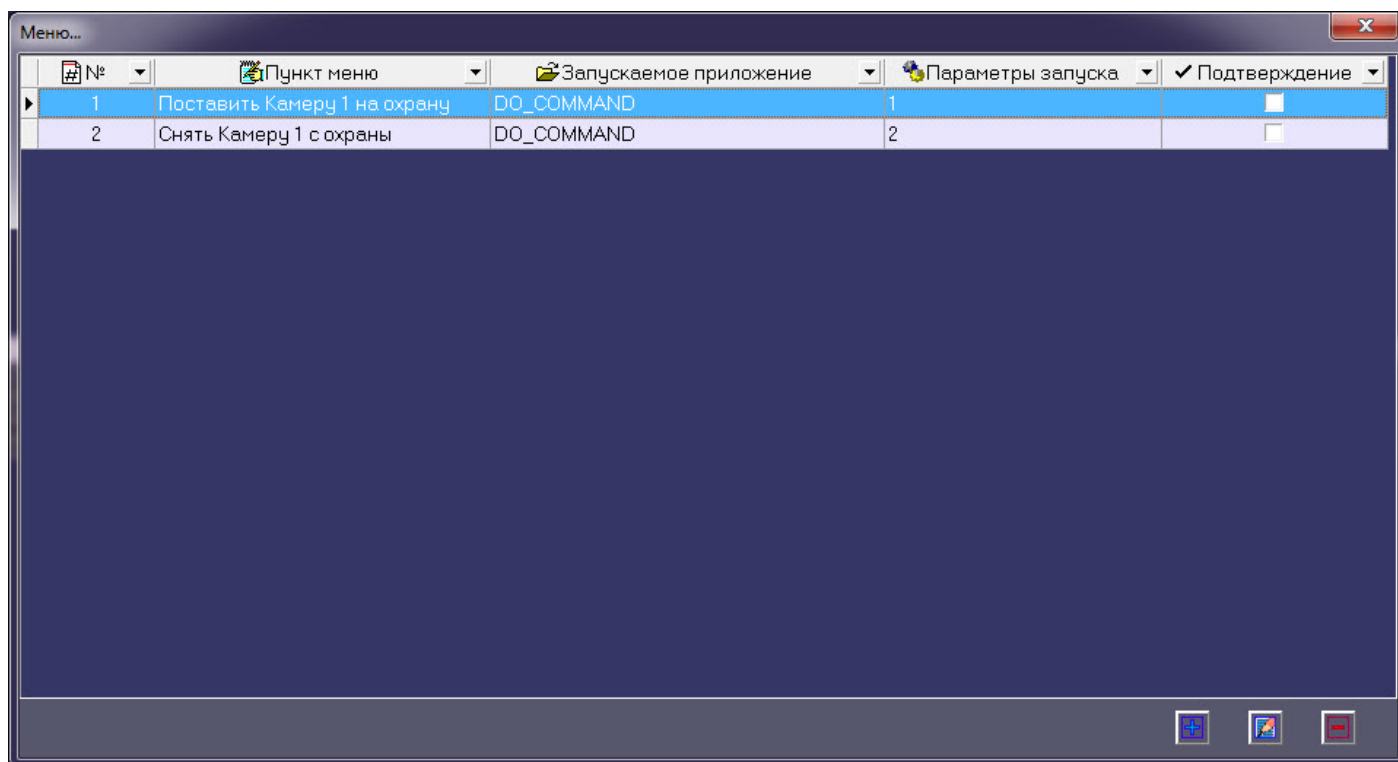 Меню...
№ Пункт меню Запускаемое приложение Параметры запуска Подтверждение
1 Поставить Камеру 1 на охрану DO_COMMAND 1
2 Снять Камеру 1 с охраны DO_COMMAND 2